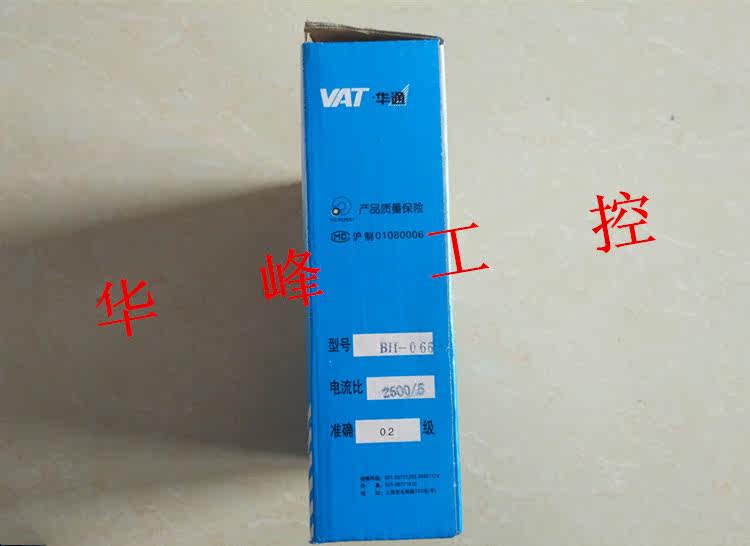 VAT·华通
产品质量保险
MC 沪制01080006
华峰工控
型号 BH-0.66
电流比 2500/5
准确 0.2 级